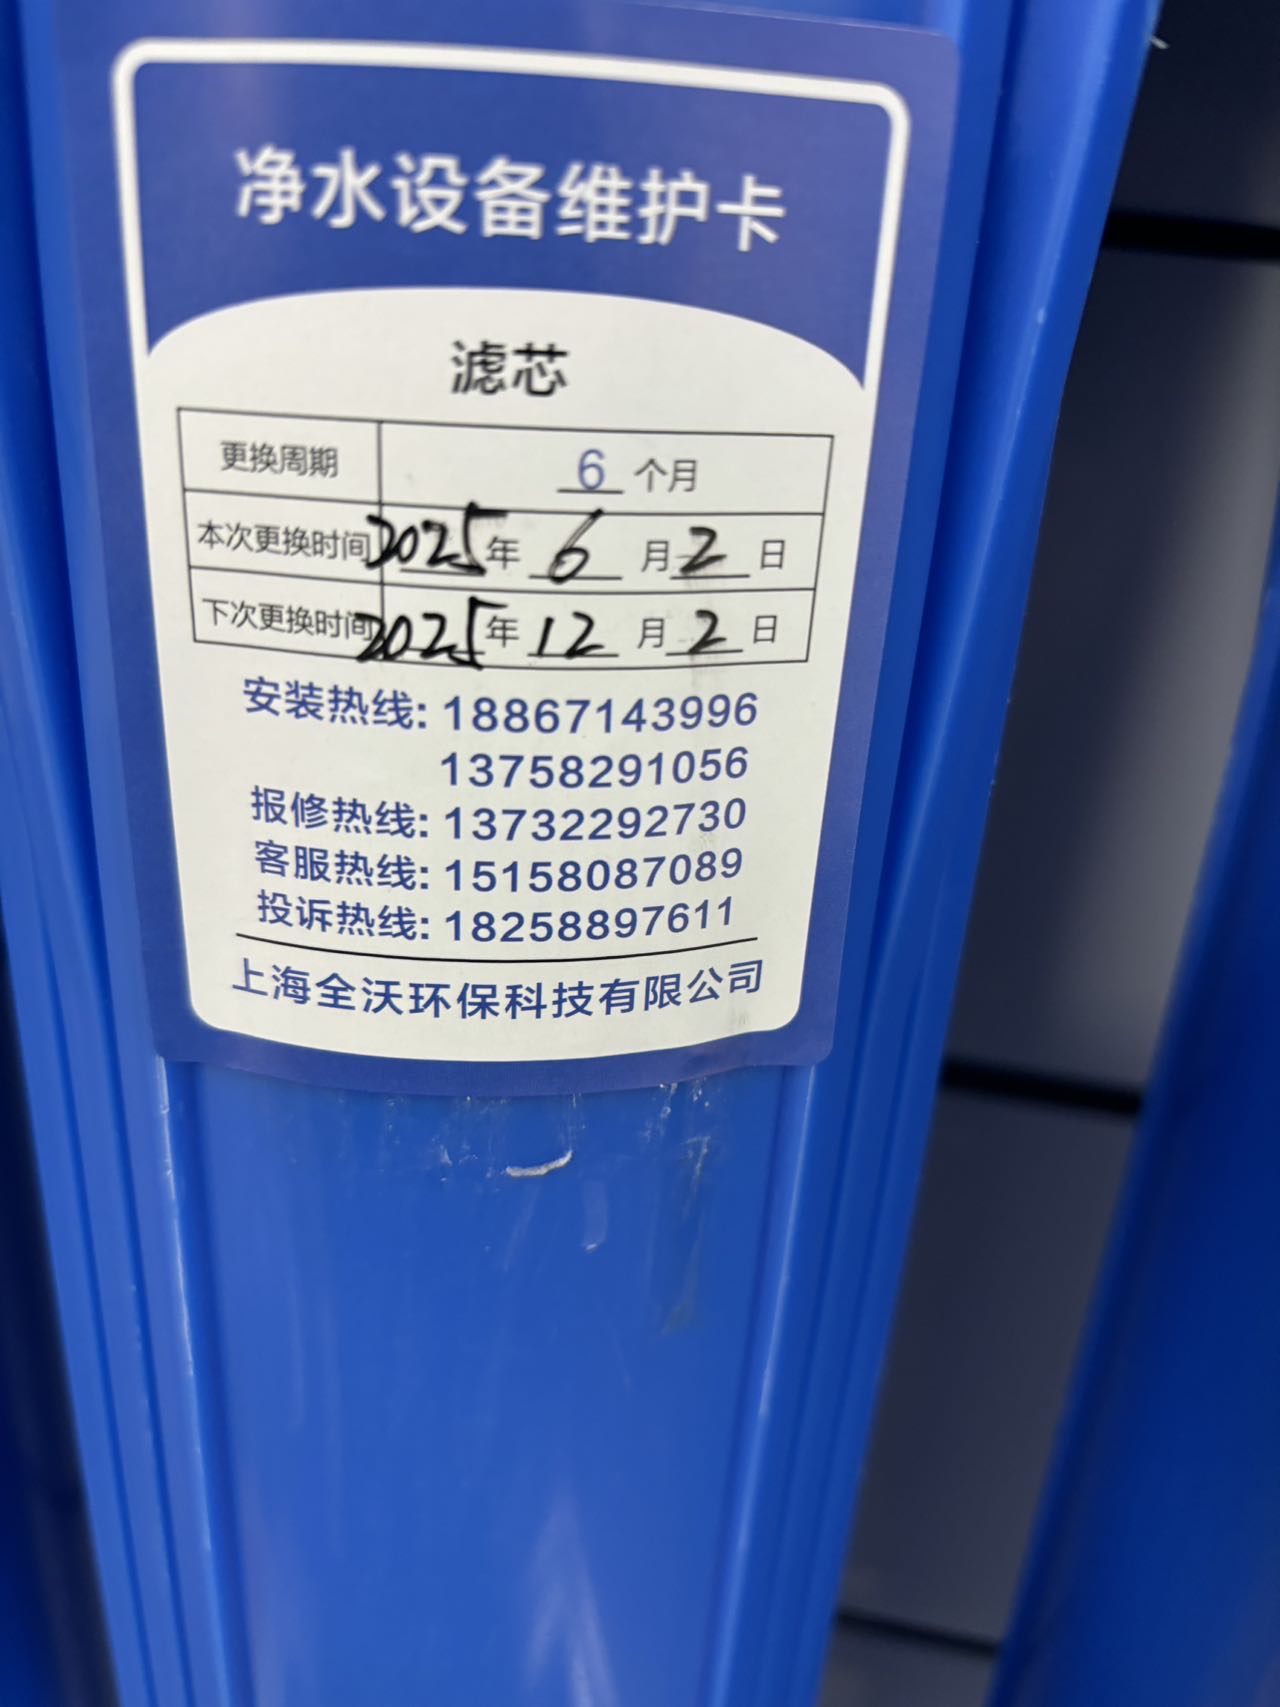 净水设备维护卡
滤芯
更换周期 6 个月
本次更换时间 2025 年 6 月 2 日
下次更换时间 2025 年 12 月 2 日
安装热线: 18867143996
13758291056
报修热线: 13732292730
客服热线: 15158087089
投诉热线: 18258897611
上海全沃环保科技有限公司